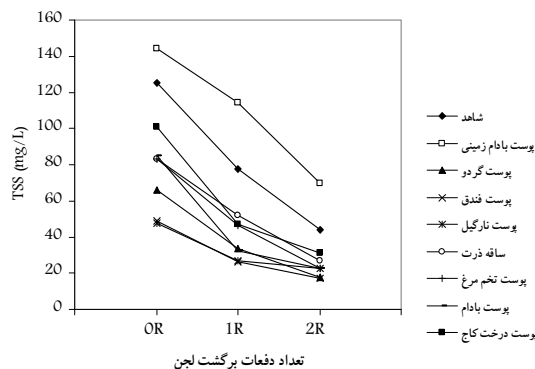 160
140
120
100
80
60
40
20
0
TSS (mg/L)
0R 1R 2R
تعداد دفعات برگشت لجن
شاهد
پوست بادام زمینی
پوست گردو
پوست فندق
پوست نارگیل
ساقه ذرت
پوست تخم مرغ
پوست بادام
پوست درخت کاج